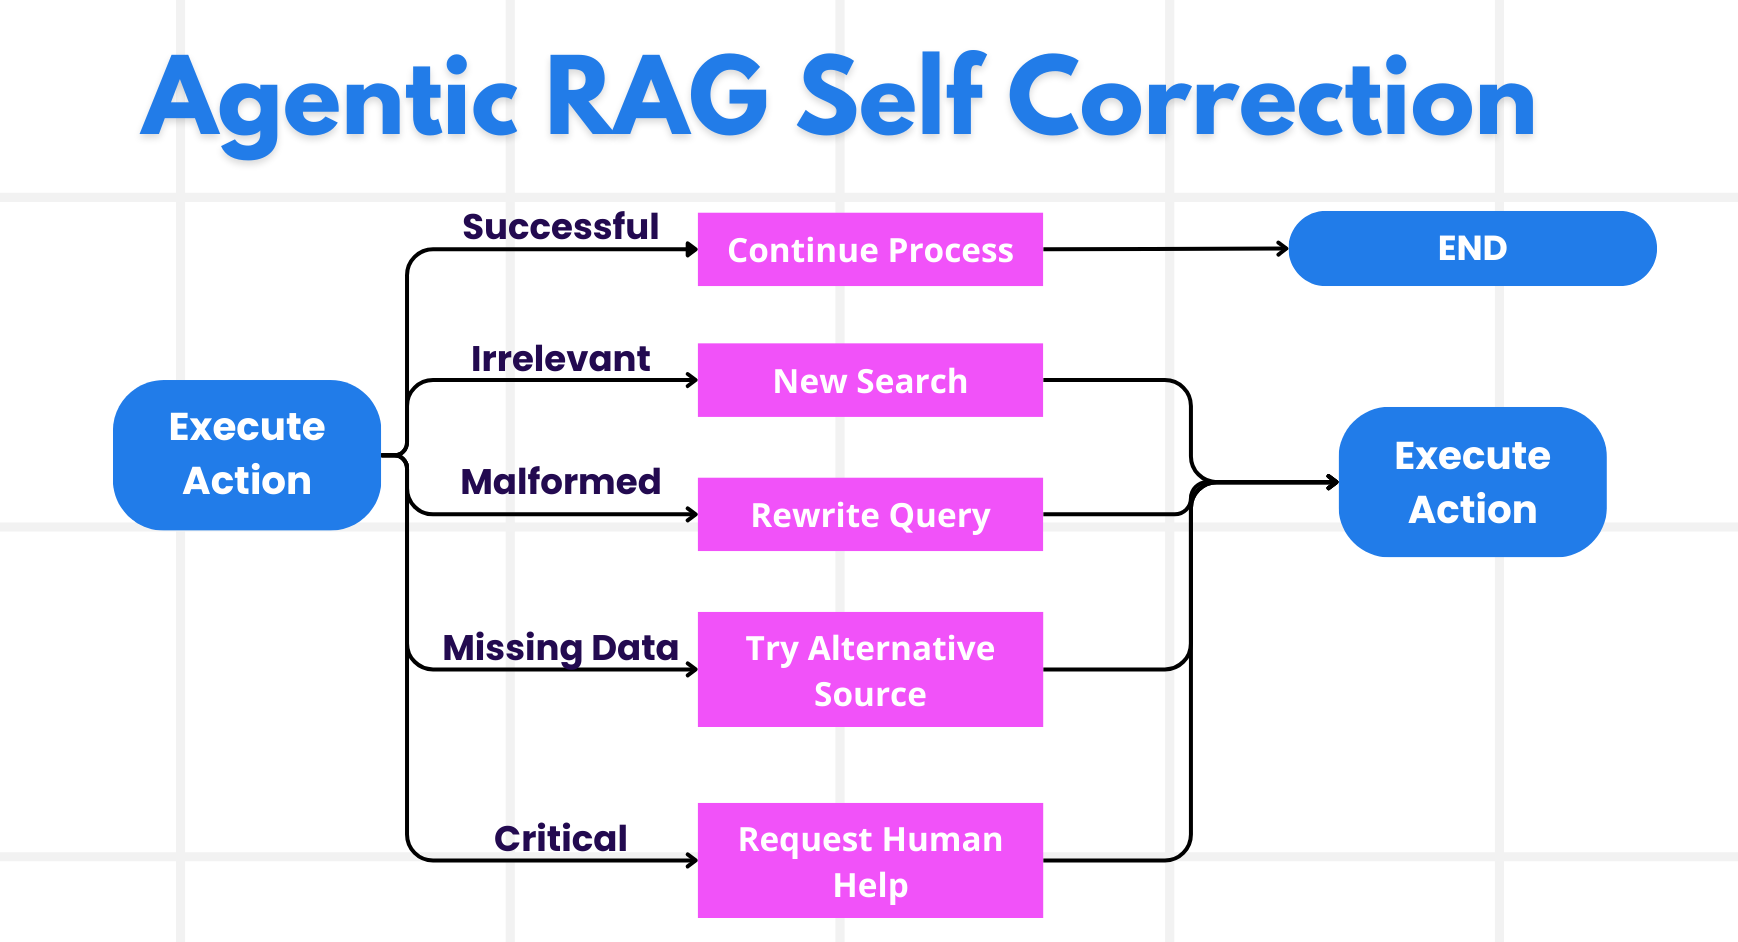 Agentic RAG Self Correction
Successful
Continue Process
END
Irrelevant
New Search
Execute
Action
Malformed
Rewrite Query
Execute
Action
Missing Data
Try Alternative
Source
Critical
Request Human
Help